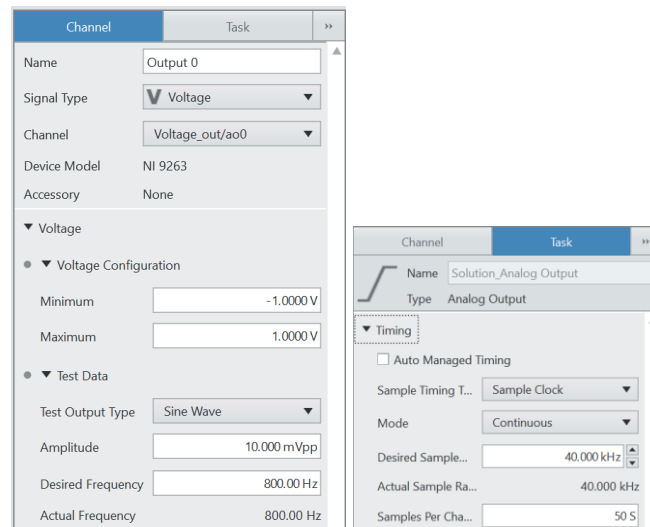 Channel Task »
Name Output 0
Signal Type V Voltage
Channel Voltage_out/ao0
Device Model NI 9263
Accessory None
Voltage
Voltage Configuration
Minimum -1.0000 V
Maximum 1.0000 V
Test Data
Test Output Type Sine Wave
Amplitude 10.000 mVpp
Desired Frequency 800.00 Hz
Actual Frequency 800.00 Hz
Channel Task »
Name Solution_Analog Output
Type Analog Output
Timing
Auto Managed Timing
Sample Timing T... Sample Clock
Mode Continuous
Desired Sample... 40.000 kHz
Actual Sample Ra... 40.000 kHz
Samples Per Cha... 50 S